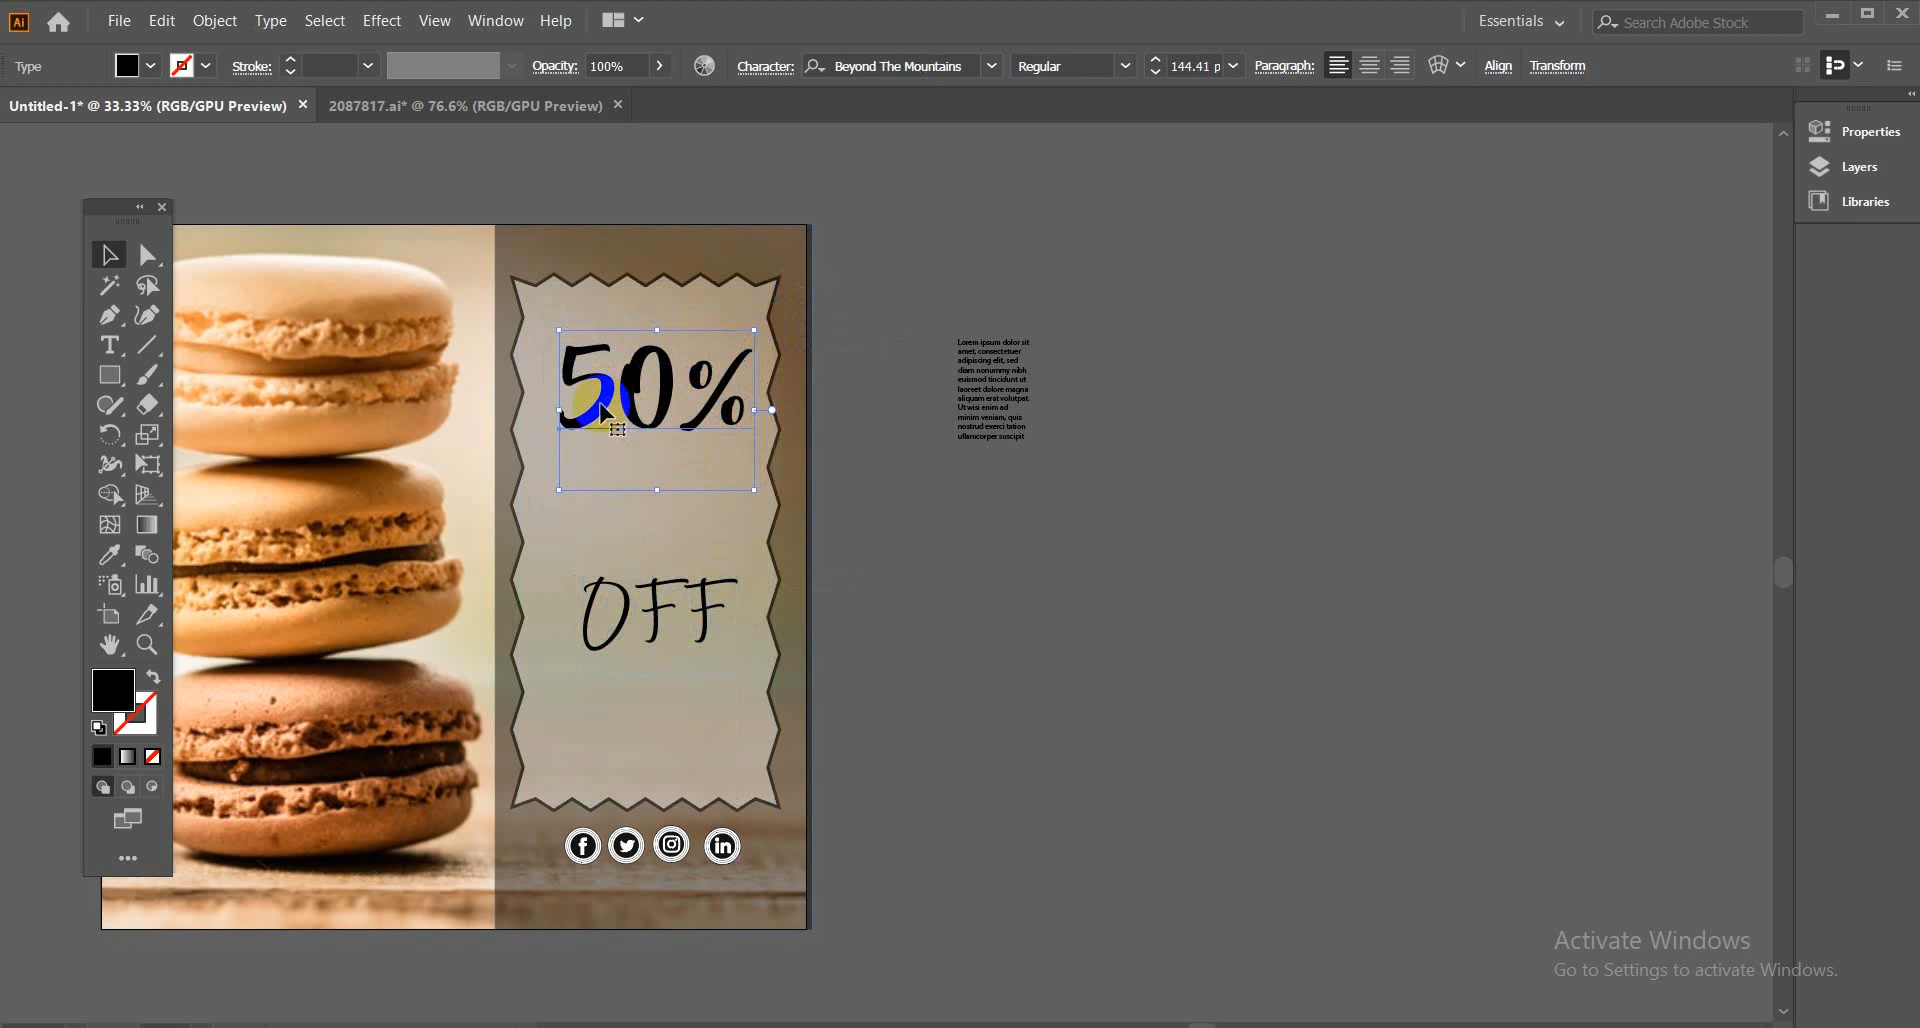 Ai File Edit Object Type Select Effect View Window Help Essentials Search Adobe Stock
Type Stroke: Opacity: 100% Character: Beyond The Mountains Regular 144.41 p Paragraph: Align Transform
Untitled-1* @ 33.33% (RGB/GPU Preview) 2087817.ai* @ 76.6% (RGB/GPU Preview)
Properties
Layers
Libraries
50%
OFF
Lorem ipsum dolor sit
amet, consectetuer
adipiscing elit, sed
diam nonummy nibh
euismod tincidunt ut
laoreet dolore magna
aliquam erat volutpat.
Ut wisi enim ad
minim veniam, quis
nostrud exerci tation
ullamcorper suscipit
f in
Activate Windows
Go to Settings to activate Windows.